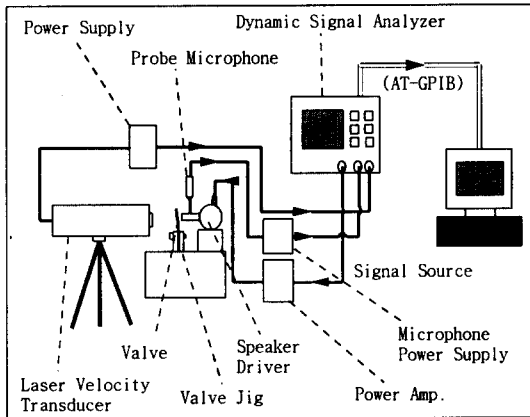 Dynamic Signal Analyzer
Power Supply
Probe Microphone
(AT-GPIB)
Signal Source
Valve
Speaker
Driver
Microphone
Power Supply
Laser Velocity
Transducer
Valve Jig
Power Amp.